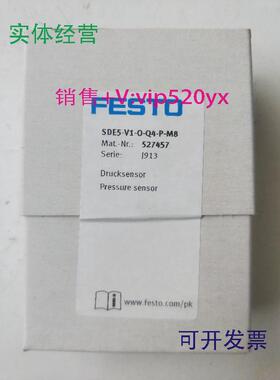 实体经营
销售+V:vip520yx
FESTO
SDE5-V1-O-Q4-P-M8
Mat.-Nr.: 527457
Serie: J913
Drucksensor
Pressure sensor
www.festo.com/pk
可开发票